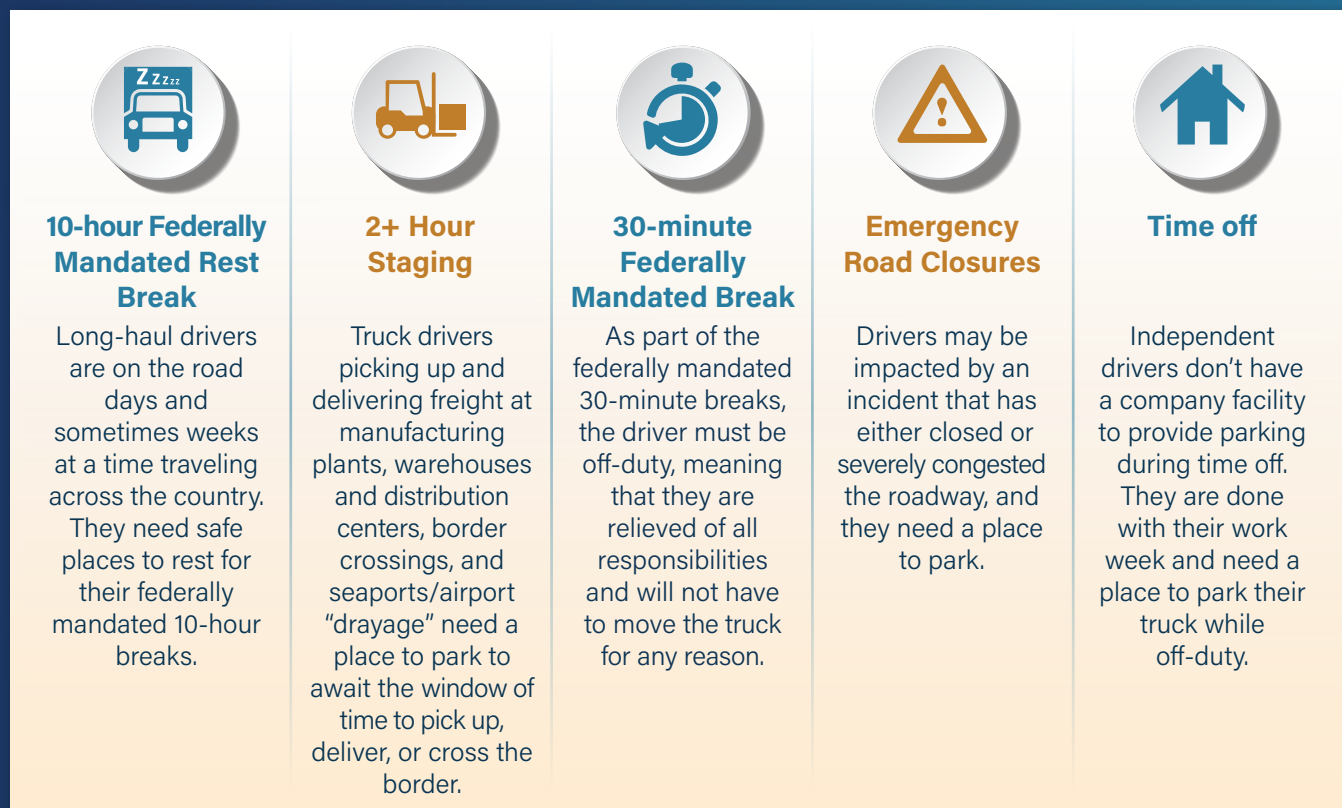 Z z z z z
10-hour Federally
Mandated Rest
Break
Long-haul drivers
are on the road
days and
sometimes weeks
at a time traveling
across the country.
They need safe
places to rest for
their federally
mandated 10-hour
breaks.
2+ Hour
Staging
Truck drivers
picking up and
delivering freight at
manufacturing
plants, warehouses
and distribution
centers, border
crossings, and
seaports/airport
“drayage” need a
place to park to
await the window of
time to pick up,
deliver, or cross the
border.
30-minute
Federally
Mandated Break
As part of the
federally mandated
30-minute breaks,
the driver must be
off-duty, meaning
that they are
relieved of all
responsibilities
and will not have
to move the truck
for any reason.
!
Emergency
Road Closures
Drivers may be
impacted by an
incident that has
either closed or
severely congested
the roadway, and
they need a place
to park.
Time off
Independent
drivers don’t have
a company facility
to provide parking
during time off.
They are done
with their work
week and need a
place to park their
truck while
off-duty.